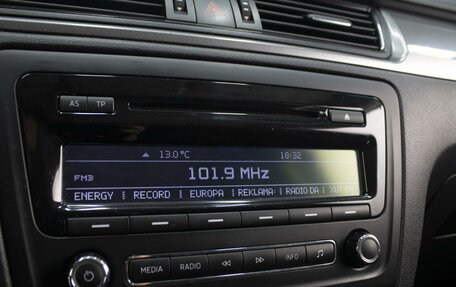 AS TP
13.0°C 18:32
FM3 101.9 MHz
ENERGY RECORD EUROPA REKLAMA RADIO DA
MEDIA RADIO INFO